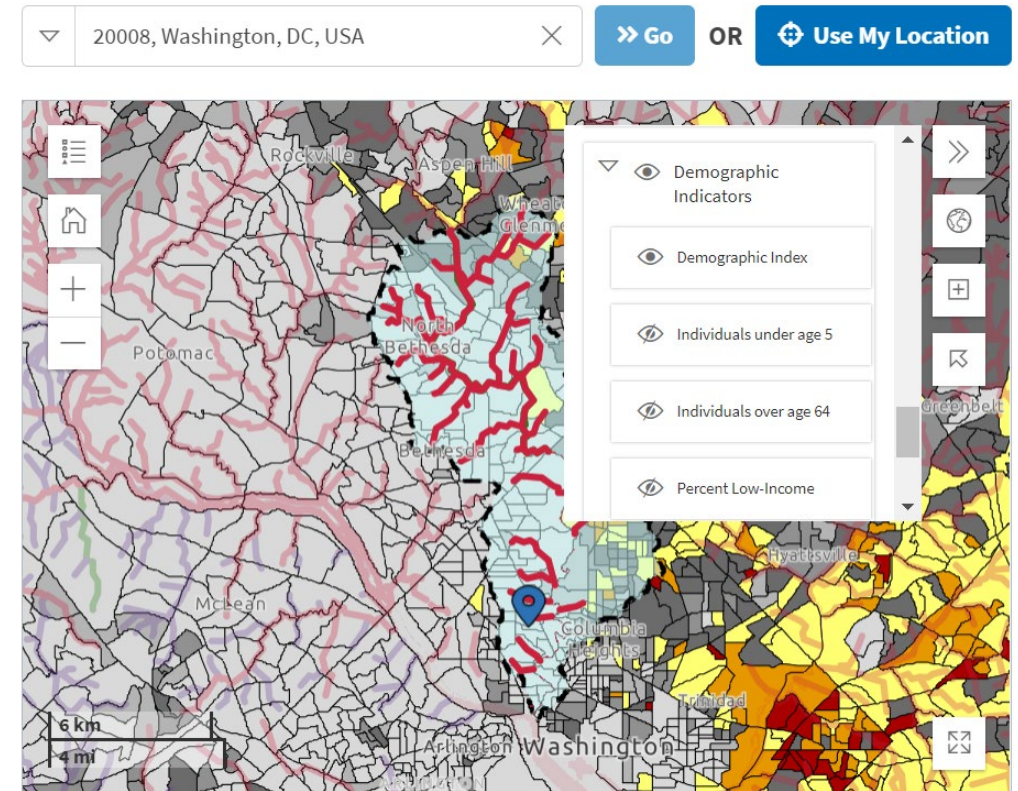 20008, Washington, DC, USA
Go
OR
Use My Location
Rockville
Aspen Hill
Demographic
Indicators
Demographic Index
Individuals under age 5
Individuals over age 64
Percent Low-Income
North
Bethesda
Potomac
Bethesda
Greenbelt
Hyattsville
McLean
Columbia
Heights
Trinidad
6 km
4 mi
Arlington
Washington
ARLINGTON